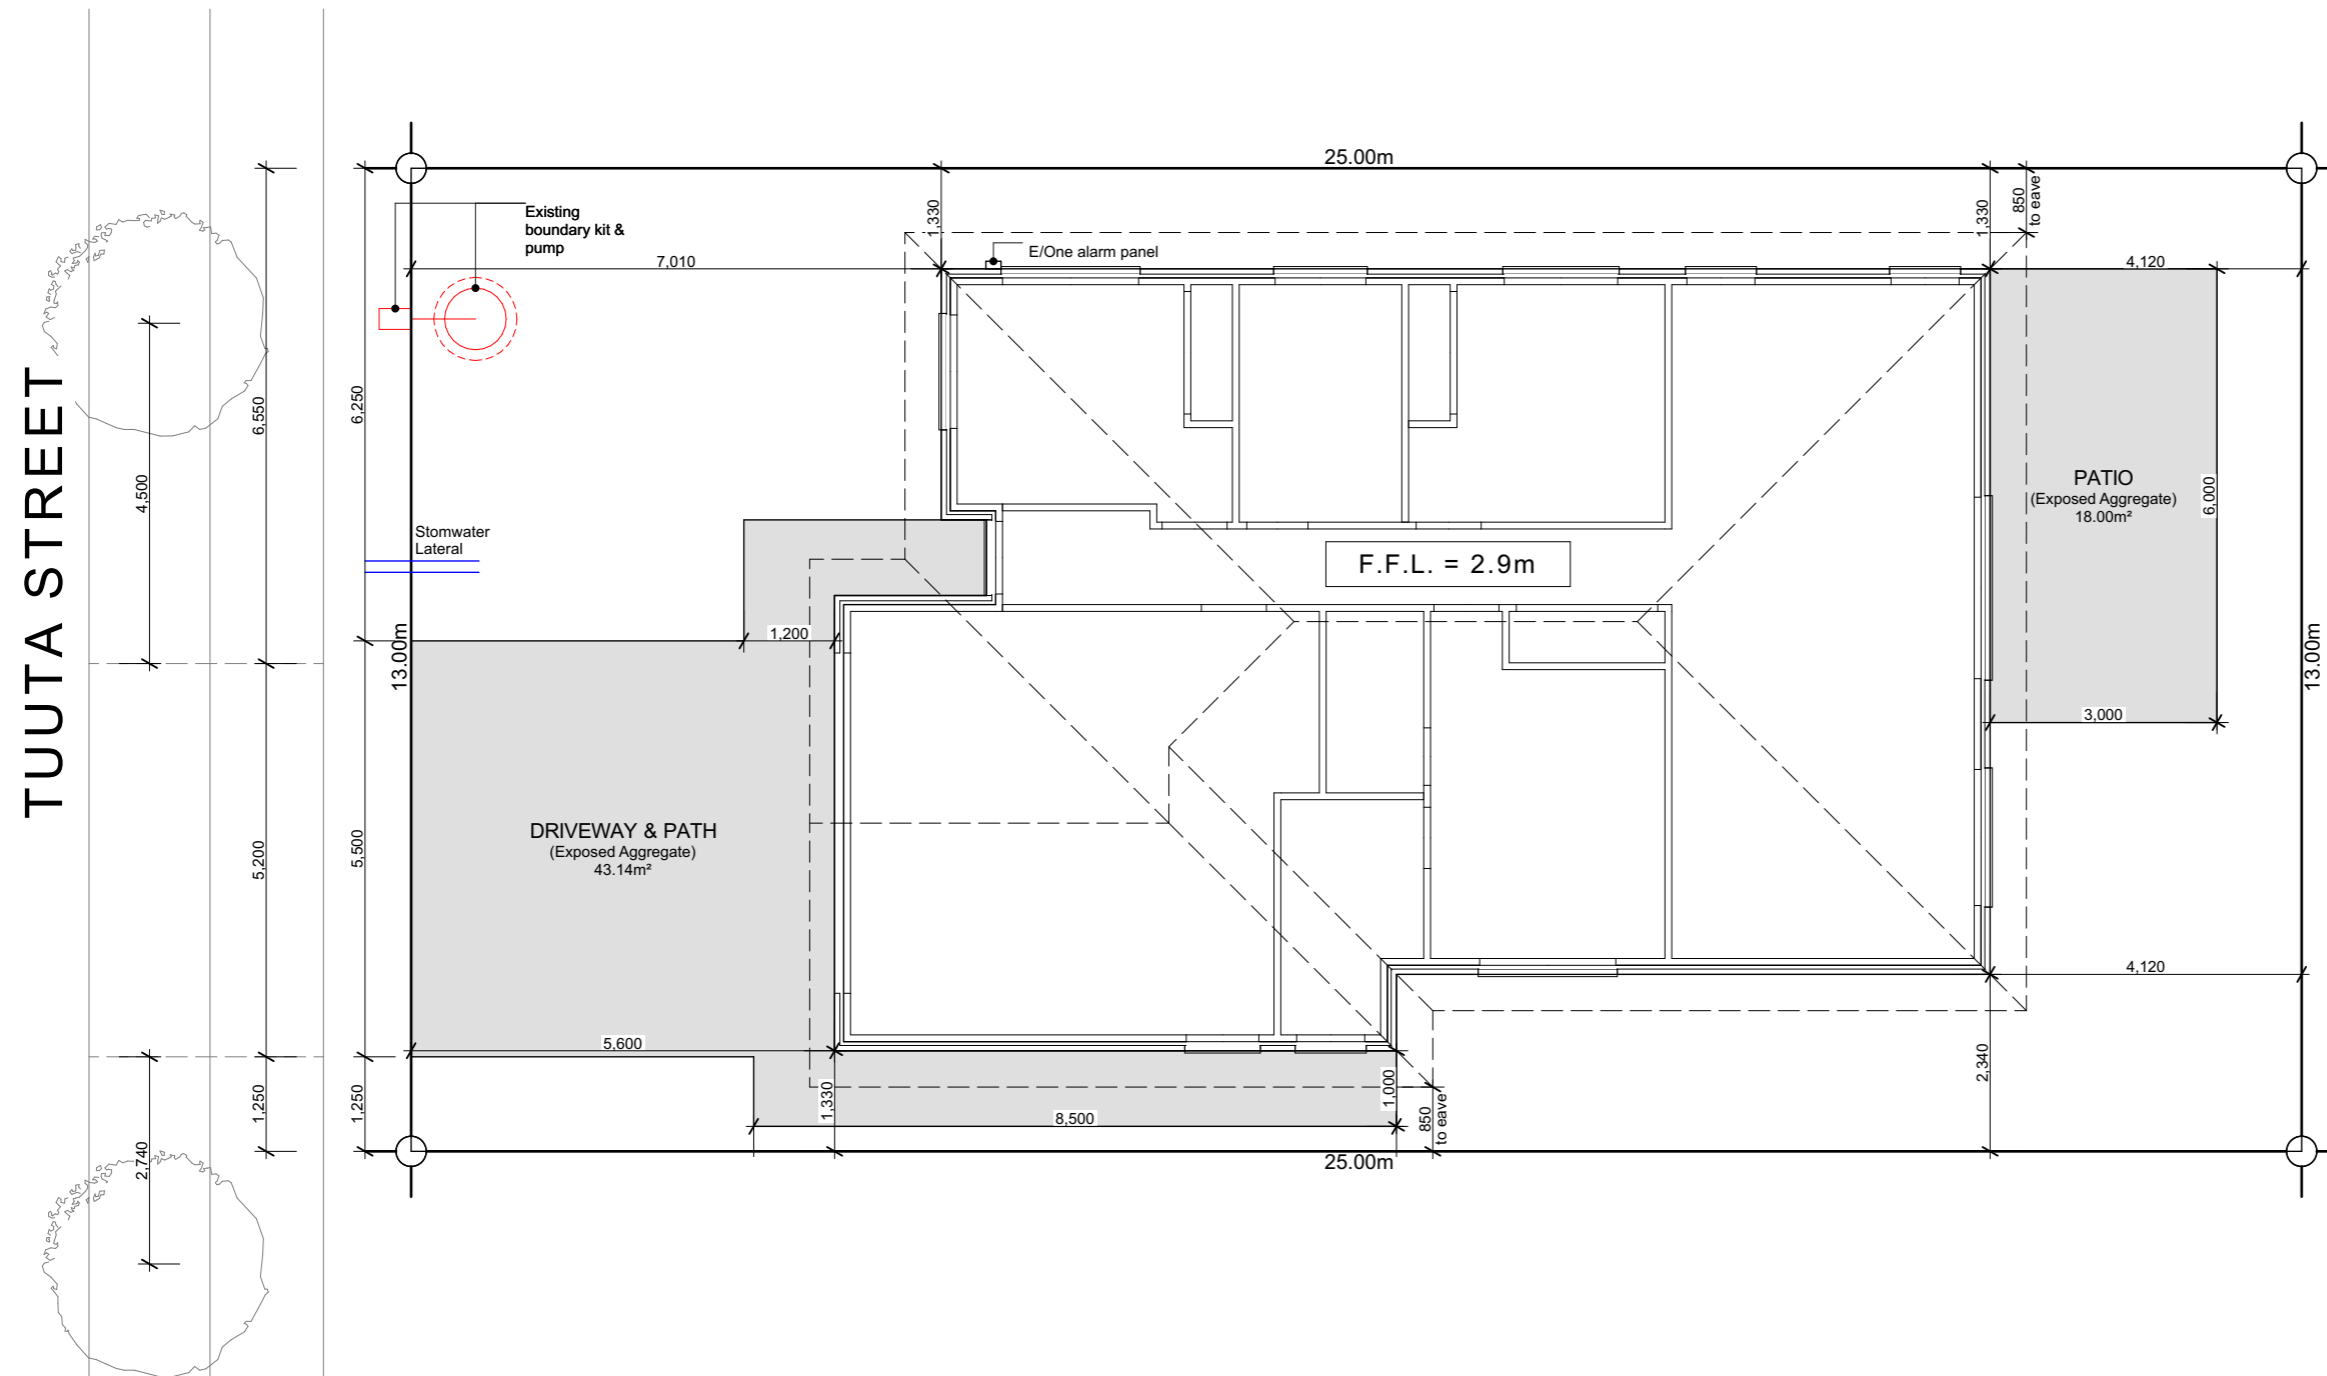 TUUTA STREET
25.00m
Existing
boundary kit &
pump
E/One alarm panel
1,330
1,330
850
to eave
7,010
4,120
6,550
6,250
4,500
Stomwater
Lateral
F.F.L. = 2.9m
PATIO
(Exposed Aggregate)
18.00m²
6,000
1,200
13.00m
13.00m
3,000
DRIVEWAY & PATH
(Exposed Aggregate)
43.14m²
5,200
5,500
4,120
5,600
1,250
1,250
1,330
8,500
1,000
850
to eave
2,340
2,740
25.00m